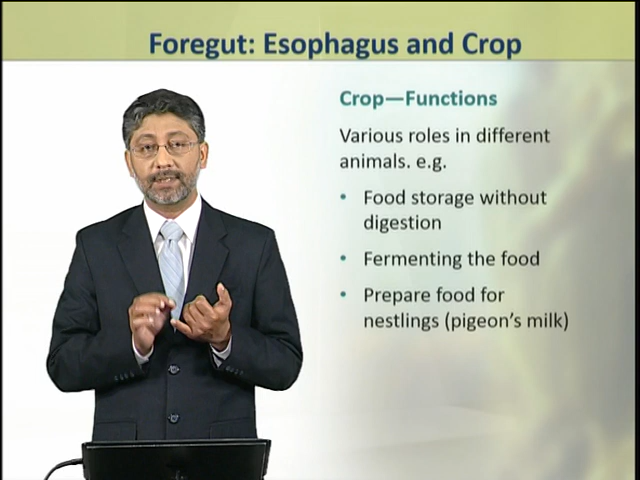 Foregut: Esophagus and Crop
Crop—Functions
Various roles in different
animals. e.g.
• Food storage without
digestion
• Fermenting the food
• Prepare food for
nestlings (pigeon's milk)